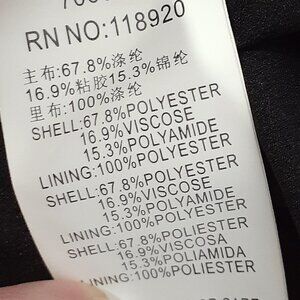 RN NO:118920
主布:67.8%涤纶
16.9%粘胶15.3%锦纶
里布:100%涤纶
SHELL:67.8%POLYESTER
16.9%VISCOSE
15.3%POLYAMIDE
LINING:100%POLYESTER
SHELL:67.8%POLYESTER
16.9%VISCOSE
15.3%POLYAMIDE
LINING:100%POLYESTER
SHELL:67.8%POLIESTER
16.9%VISCOSA
15.3%POLIAMIDA
LINING:100%POLIESTER